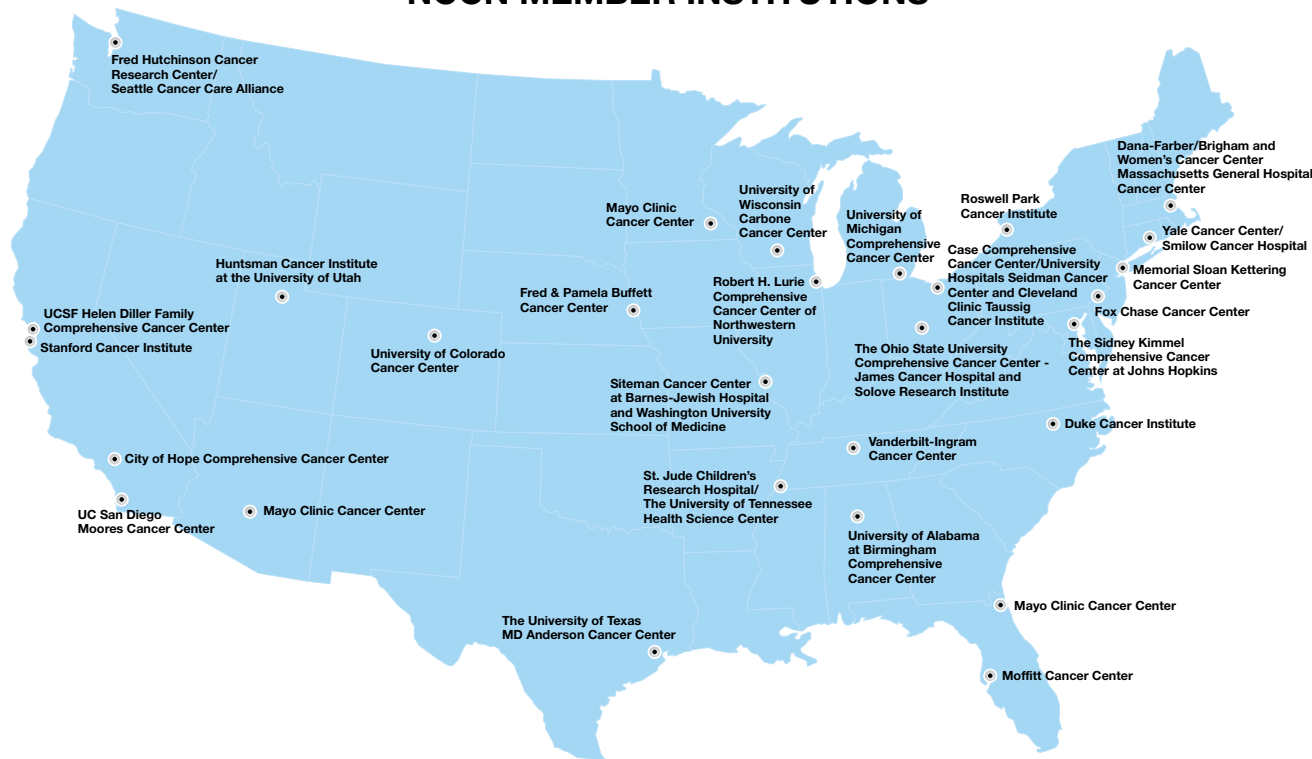 NCCN MEMBER INSTITUTIONS
Fred Hutchinson Cancer
Research Center/
Seattle Cancer Care Alliance
Dana-Farber/Brigham and
Women's Cancer Center
Massachusetts General Hospital
Cancer Center
University of
Wisconsin
Carbone
Cancer Center
Mayo Clinic
Cancer Center
University of
Michigan
Comprehensive
Cancer Center
Roswell Park
Cancer Institute
Yale Cancer Center/
Smilow Cancer Hospital
Case Comprehensive
Cancer Center/University
Hospitals Seidman Cancer
Center and Cleveland
Clinic Taussig
Cancer Institute
Memorial Sloan Kettering
Cancer Center
Huntsman Cancer Institute
at the University of Utah
Fred & Pamela Buffett
Cancer Center
Robert H. Lurie
Comprehensive
Cancer Center of
Northwestern
University
Fox Chase Cancer Center
UCSF Helen Diller Family
Comprehensive Cancer Center
Stanford Cancer Institute
University of Colorado
Cancer Center
The Ohio State University
Comprehensive Cancer Center -
James Cancer Hospital and
Solove Research Institute
The Sidney Kimmel
Comprehensive Cancer
Center at Johns Hopkins
Siteman Cancer Center
at Barnes-Jewish Hospital
and Washington University
School of Medicine
Duke Cancer Institute
Vanderbilt-Ingram
Cancer Center
City of Hope Comprehensive Cancer Center
St. Jude Children's
Research Hospital/
The University of Tennessee
Health Science Center
UC San Diego
Moores Cancer Center
Mayo Clinic Cancer Center
University of Alabama
at Birmingham
Comprehensive
Cancer Center
Mayo Clinic Cancer Center
The University of Texas
MD Anderson Cancer Center
Moffitt Cancer Center